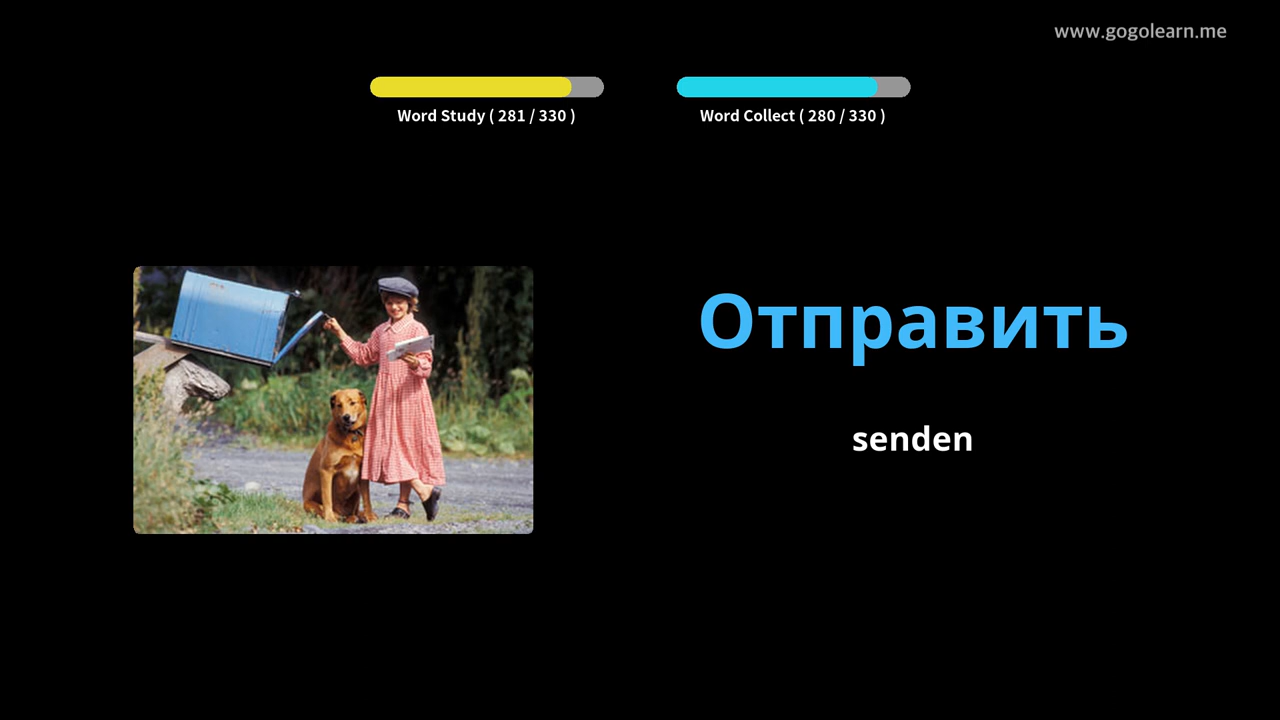 www.gogolearn.me
Word Study ( 281 / 330 )
Word Collect ( 280 / 330 )
Отправить
senden